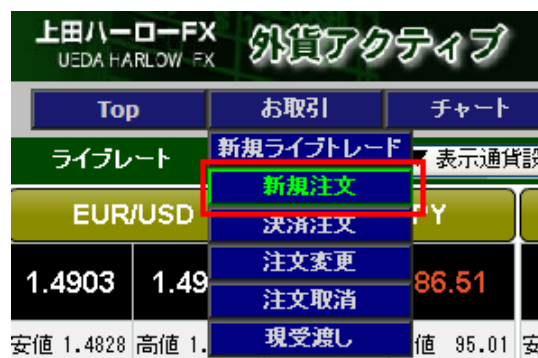 上田ハーローFX 外貨アクティブ
UEDA HARLOW FX
Top お取引 チャート
ライブレート 新規ライブトレード ▼ 表示通貨設
EUR/USD 新規注文 PY
決済注文
1.4903 1.49 注文変更 86.51
注文取消
安値 1.4828 高値 1. 現受渡し 値 95.01 安